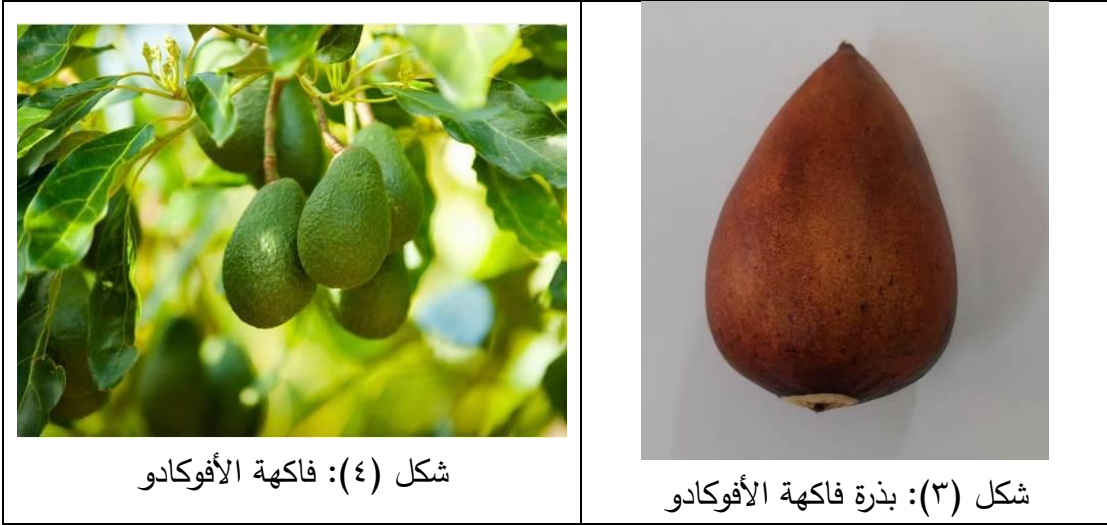 شكل (٣): بذرة فاكهة الأفوكادو
شكل (٤): فاكهة الأفوكادو